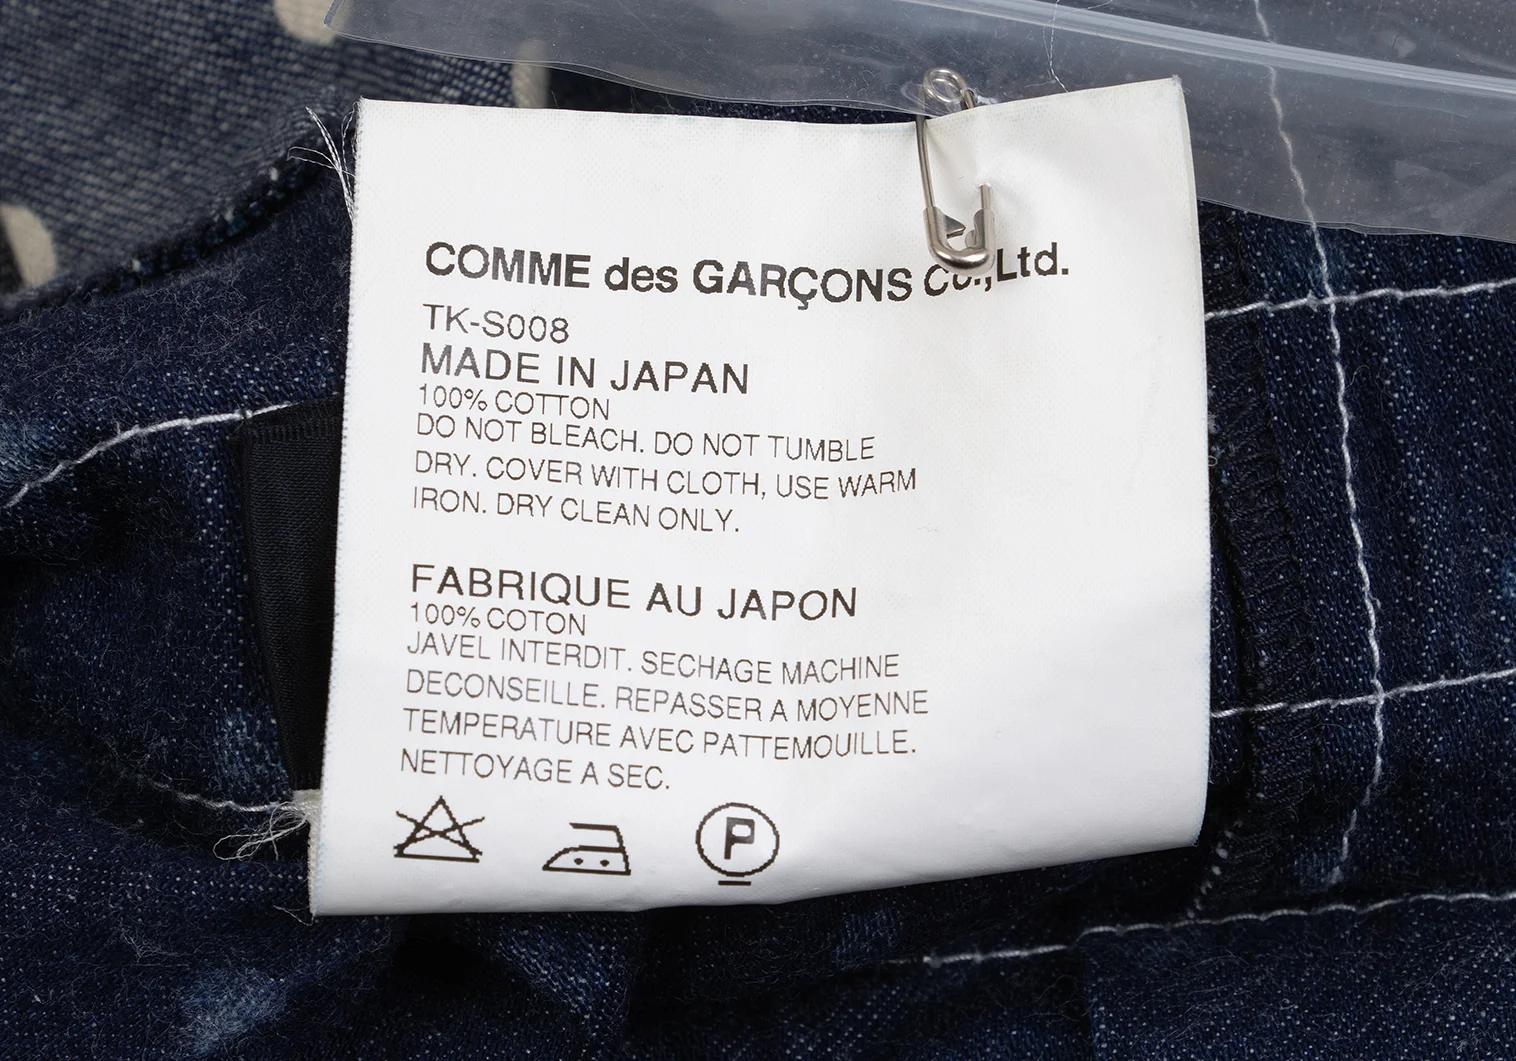 COMME des GARÇONS Co.,Ltd.
TK-S008
MADE IN JAPAN
100% COTTON
DO NOT BLEACH. DO NOT TUMBLE
DRY. COVER WITH CLOTH, USE WARM
IRON. DRY CLEAN ONLY.
FABRIQUE AU JAPON
100% COTON
JAVEL INTERDIT. SECHAGE MACHINE
DECONSEILLE. REPASSER A MOYENNE
TEMPERATURE AVEC PATTEMOUILLE.
NETTOYAGE A SEC.
P